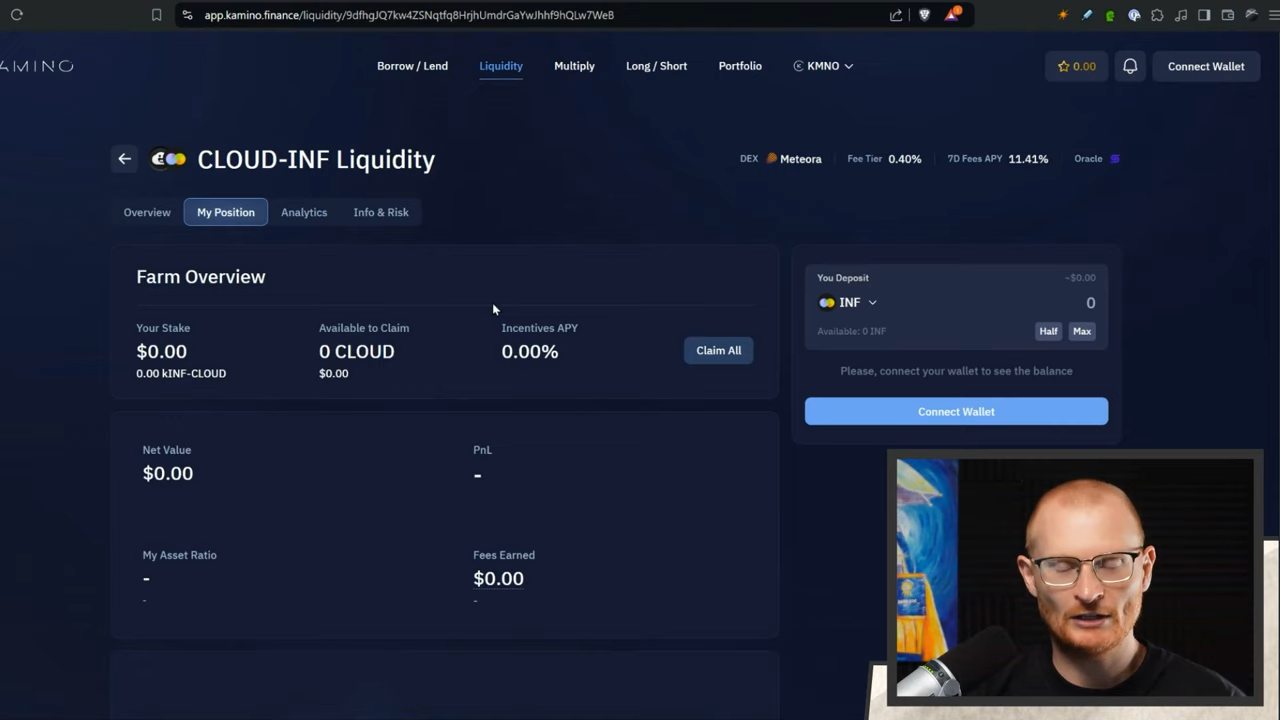 app.kamino.finance/liquidity/9dfhgJQ7kw4ZSNqtfq8HrjhUmdrGaYwJhhf9hQLw7WeB
AMINO
Borrow / Lend
Liquidity
Multiply
Long / Short
Portfolio
KMNO
0.00
Connect Wallet
CLOUD-INF Liquidity
DEX Meteora
Fee Tier 0.40%
7D Fees APY 11.41%
Oracle
Overview
My Position
Analytics
Info & Risk
Farm Overview
Your Stake
$0.00
0.00 kINF-CLOUD
Available to Claim
0 CLOUD
$0.00
Incentives APY
0.00%
Claim All
You Deposit
~$0.00
INF
0
Available: 0 INF
Half
Max
Please, connect your wallet to see the balance
Connect Wallet
Net Value
$0.00
PnL
-
My Asset Ratio
-
-
Fees Earned
$0.00
-